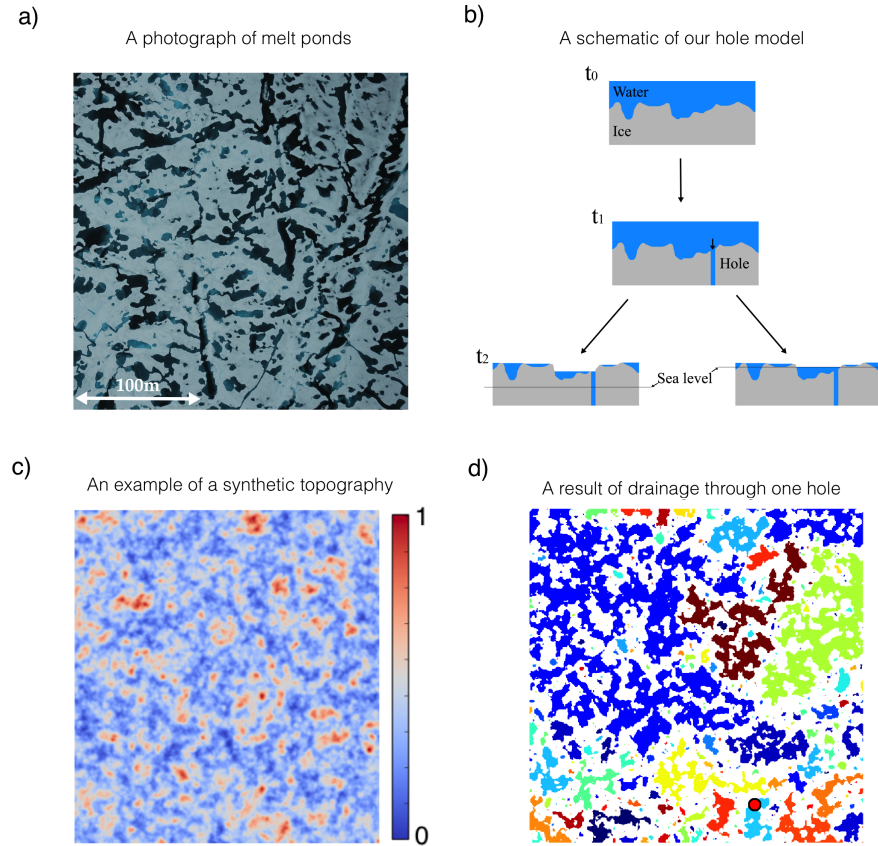 a)
A photograph of melt ponds
100m
b)
A schematic of our hole model
t0
Water
Ice
t1
Hole
t2
Sea level
c)
An example of a synthetic topography
1
0
d)
A result of drainage through one hole